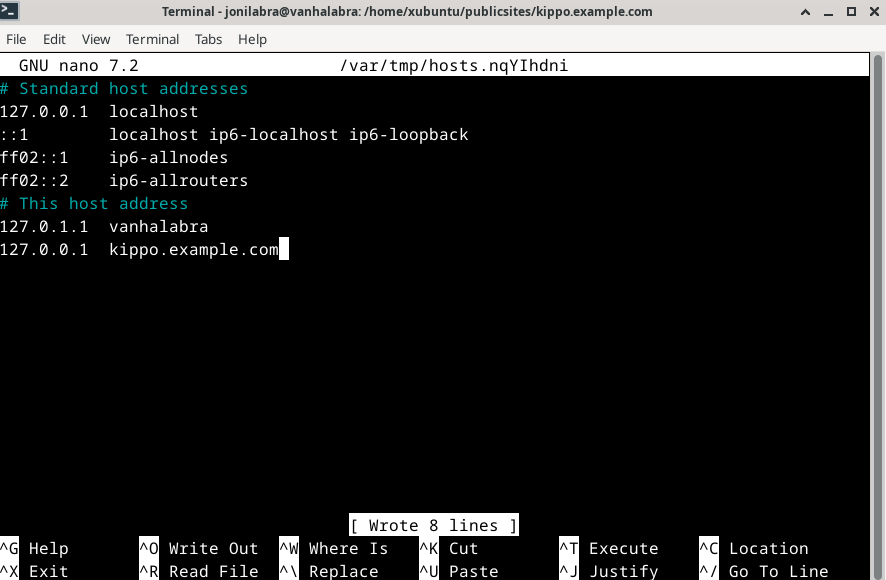 Terminal - jonilabra@vanhalabra: /home/xubuntu/publicsites/kippo.example.com
File Edit View Terminal Tabs Help
GNU nano 7.2 /var/tmp/hosts.nqYIhdni
# Standard host addresses
127.0.0.1 localhost
::1 localhost ip6-localhost ip6-loopback
ff02::1 ip6-allnodes
ff02::2 ip6-allrouters
# This host address
127.0.1.1 vanhalabra
127.0.0.1 kippo.example.com
[ Wrote 8 lines ]
^G Help ^O Write Out ^W Where Is ^K Cut ^T Execute ^C Location
^X Exit ^R Read File ^\ Replace ^U Paste ^J Justify ^/ Go To Line